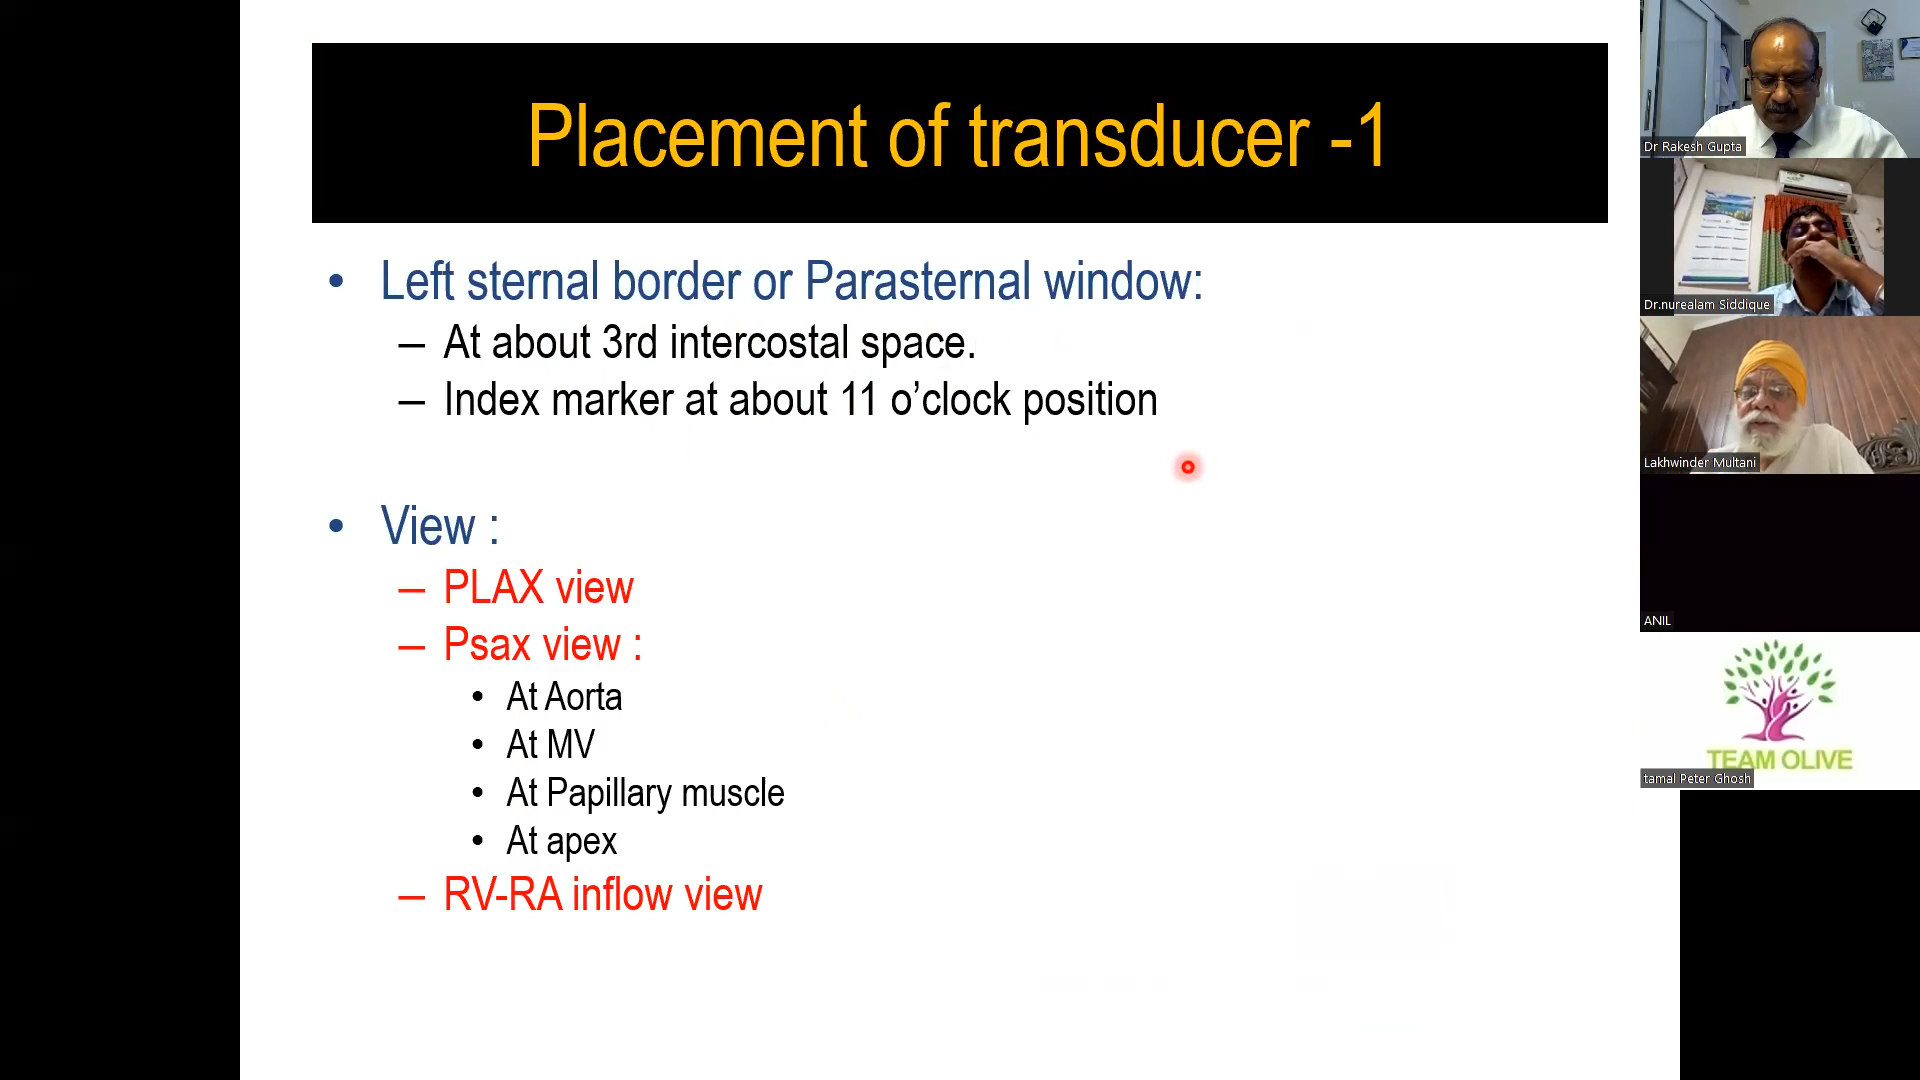 Placement of transducer -1
• Left sternal border or Parasternal window:
– At about 3rd intercostal space.
– Index marker at about 11 o’clock position
• View :
– PLAX view
– Psax view :
• At Aorta
• At MV
• At Papillary muscle
• At apex
– RV-RA inflow view
Dr Rakesh Gupta
Dr.nurealam Siddique
Lakhwinder Multani
ANIL
TEAM OLIVE
tamal Peter Ghosh